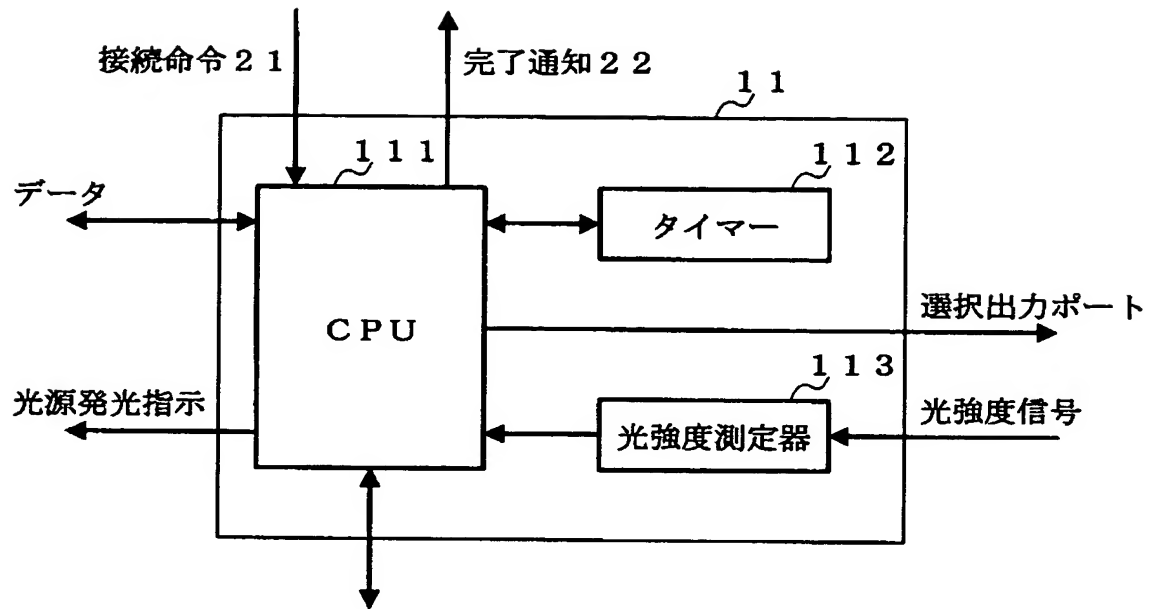 接続命令２１
完了通知２２
１１
１１１
１１２
データ
タイマー
ＣＰＵ
選択出力ポート
１１３
光源発光指示
光強度測定器
光強度信号